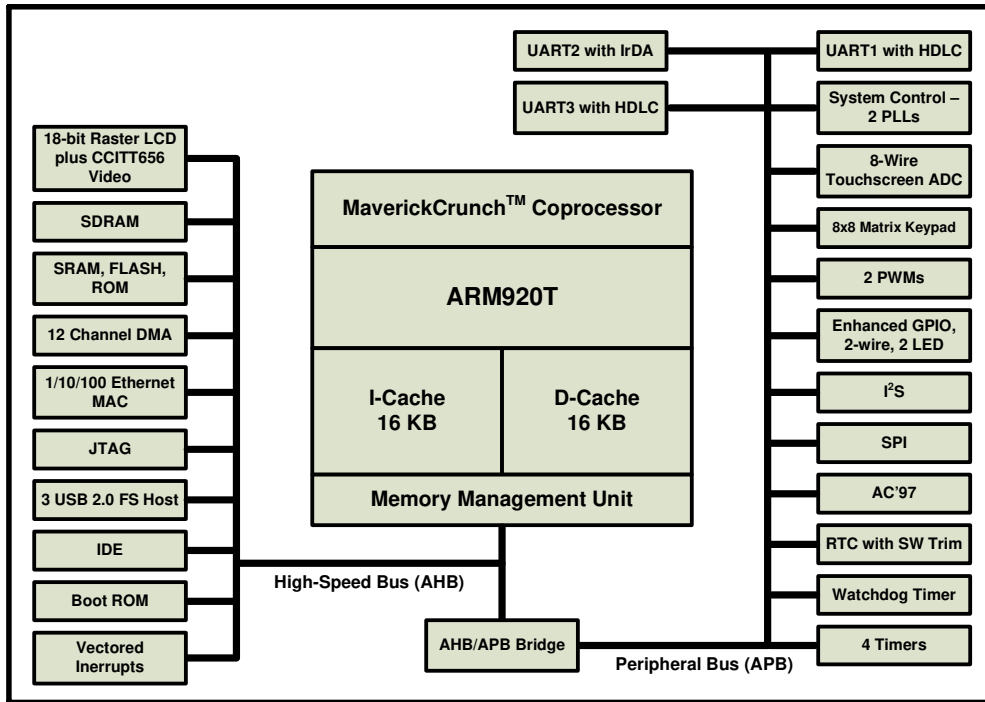 UART2 with IrDA
UART1 with HDLC
UART3 with HDLC
System Control –
2 PLLs
18-bit Raster LCD
plus CCITT656
Video
8-Wire
Touchscreen ADC
MaverickCrunch™ Coprocessor
SDRAM
8x8 Matrix Keypad
SRAM, FLASH,
ROM
ARM920T
2 PWMs
12 Channel DMA
Enhanced GPIO,
2-wire, 2 LED
1/10/100 Ethernet
MAC
I-Cache
16 KB
D-Cache
16 KB
I²S
JTAG
SPI
3 USB 2.0 FS Host
Memory Management Unit
AC'97
IDE
RTC with SW Trim
High-Speed Bus (AHB)
Boot ROM
Watchdog Timer
Vectored
Inerrupts
AHB/APB Bridge
4 Timers
Peripheral Bus (APB)